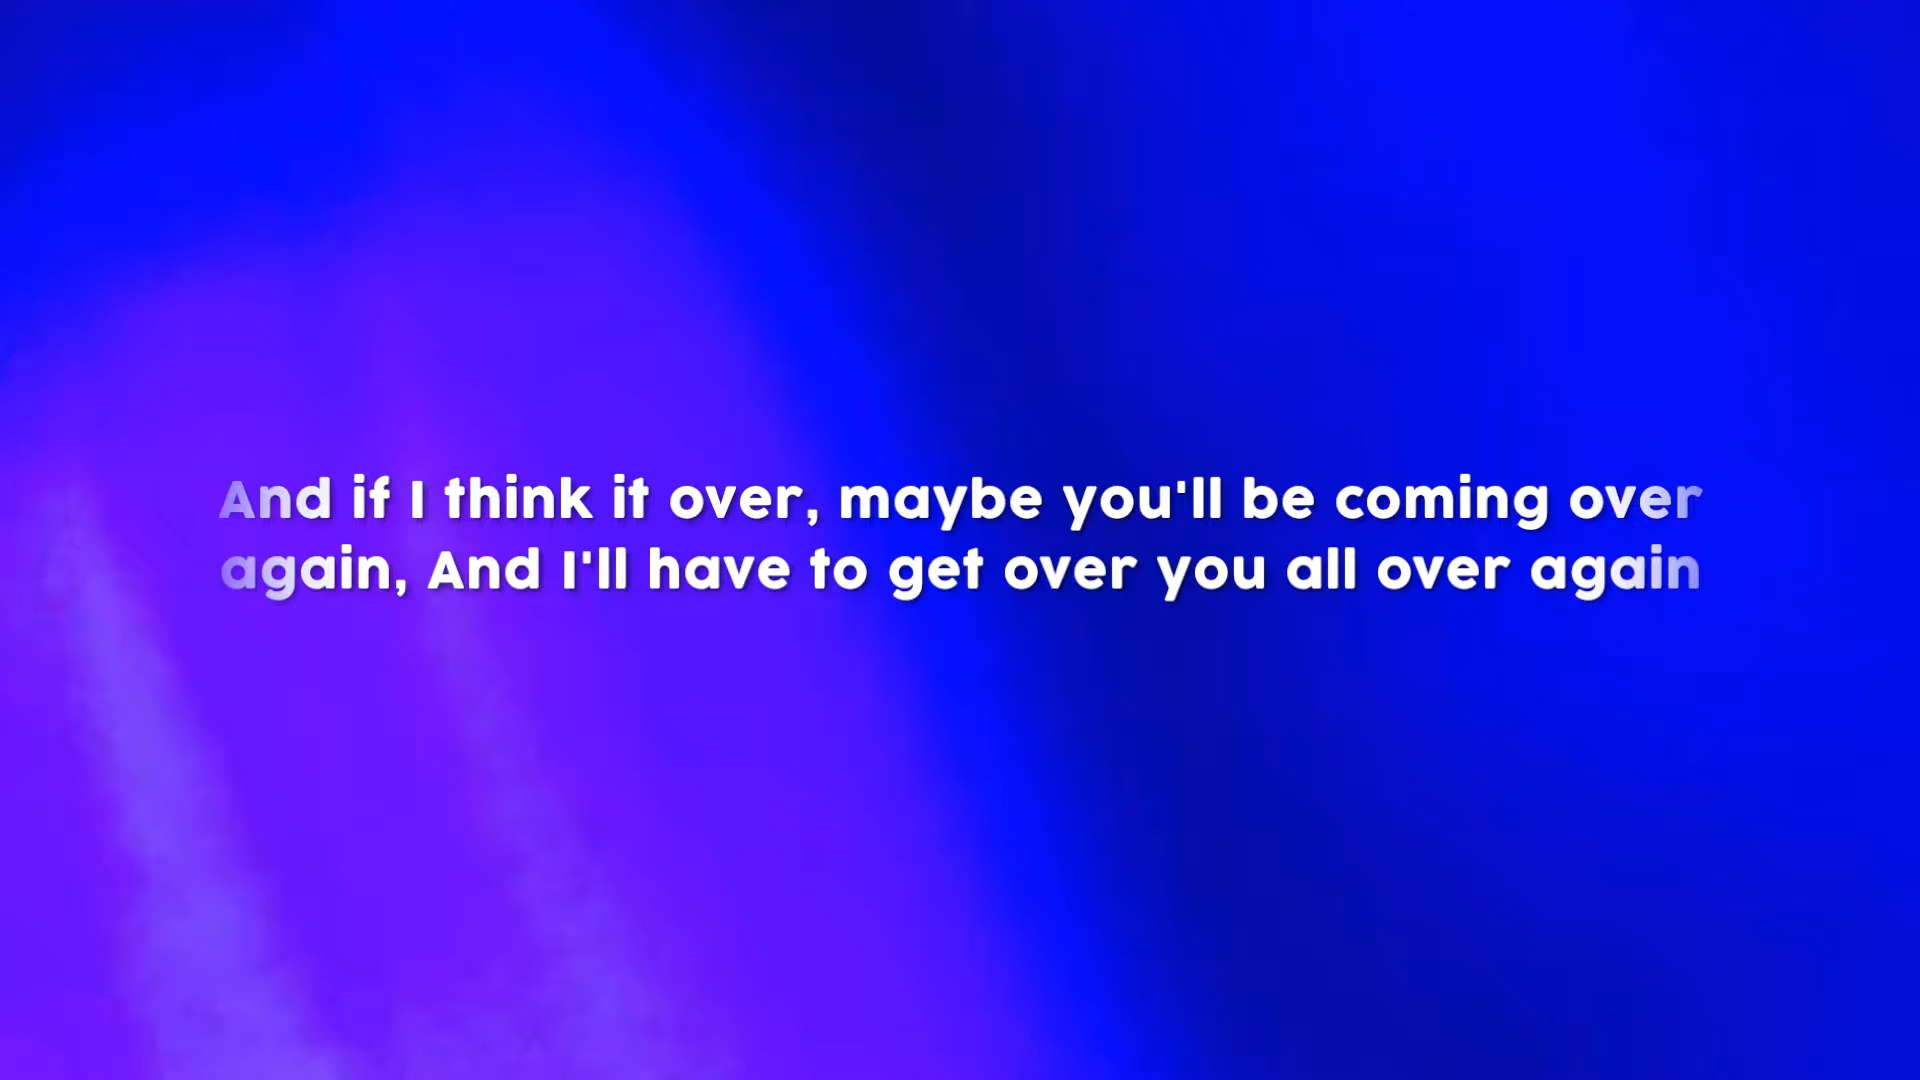 And if I think it over, maybe you'll be coming over
again, And I'll have to get over you all over again